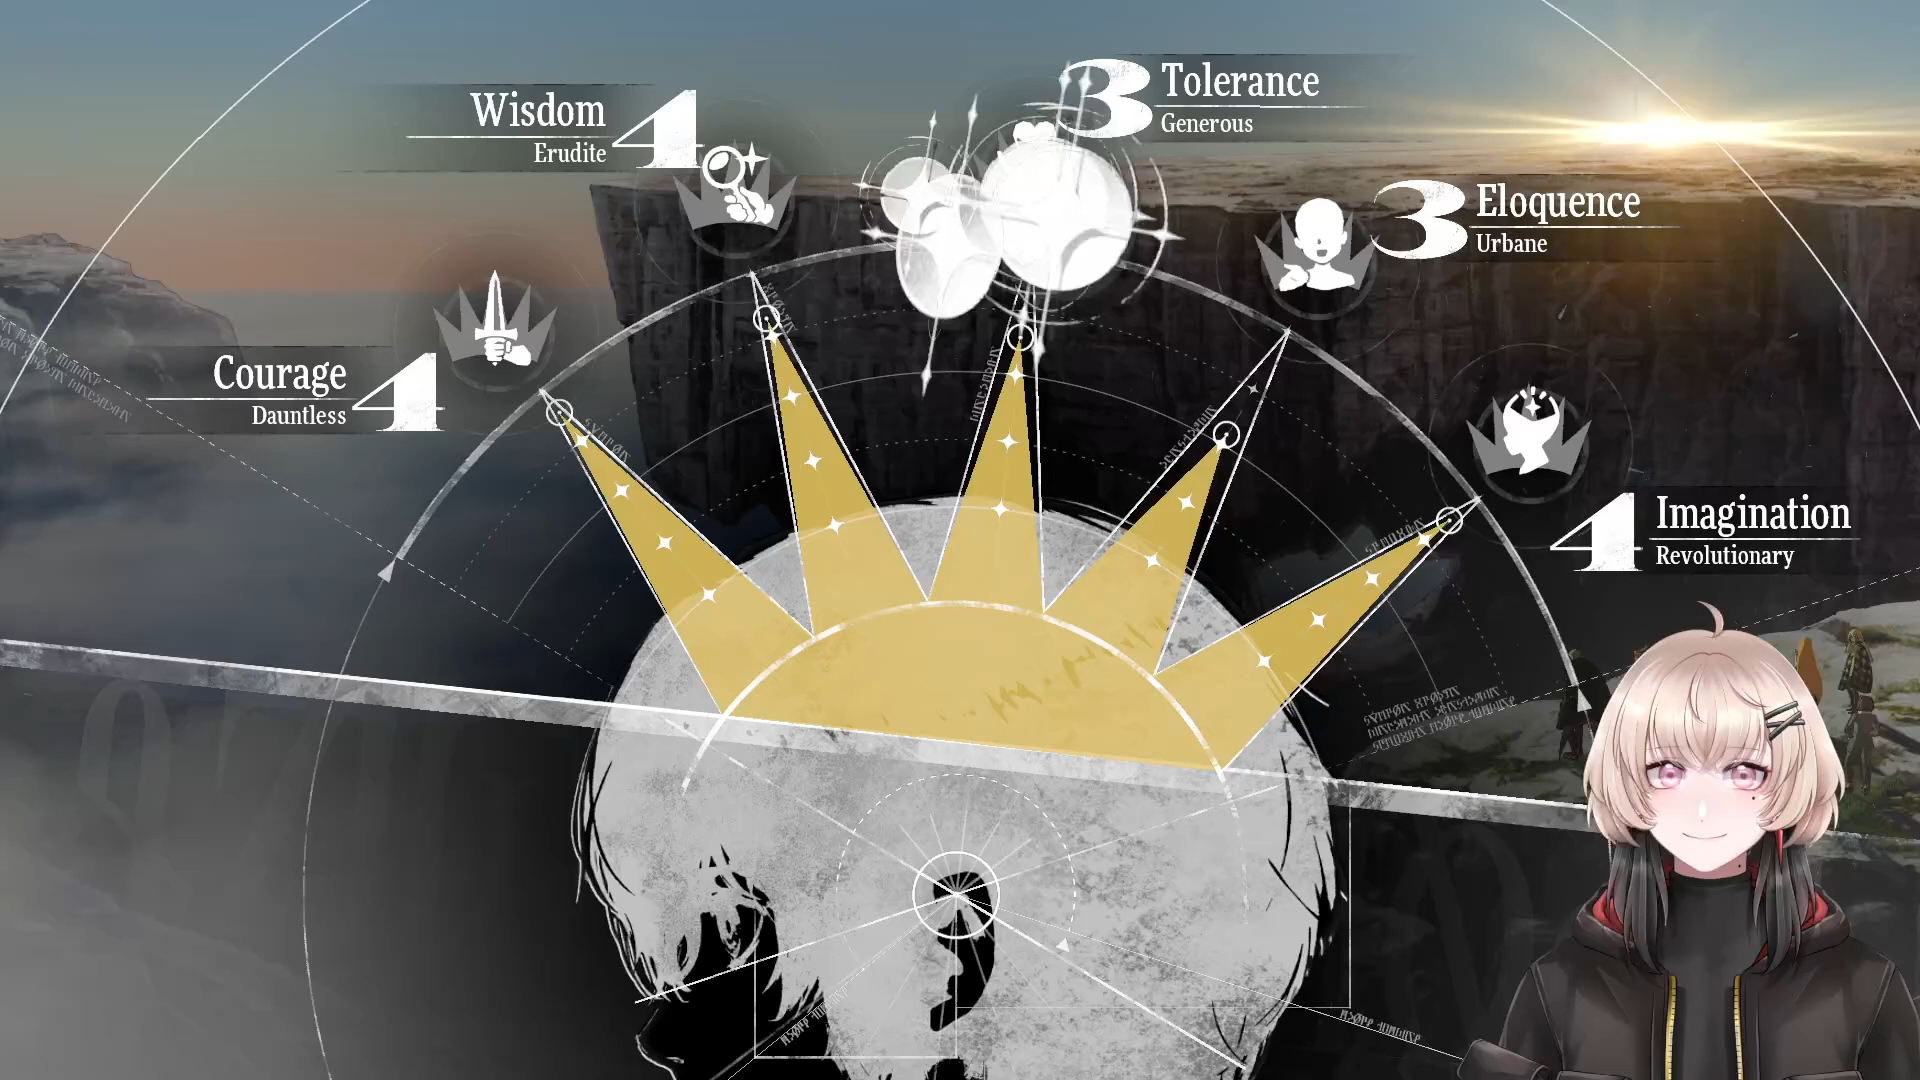 Wisdom
4
Erudite
3
Tolerance
Generous
3
Eloquence
Urbane
Courage
4
Dauntless
4
Imagination
Revolutionary